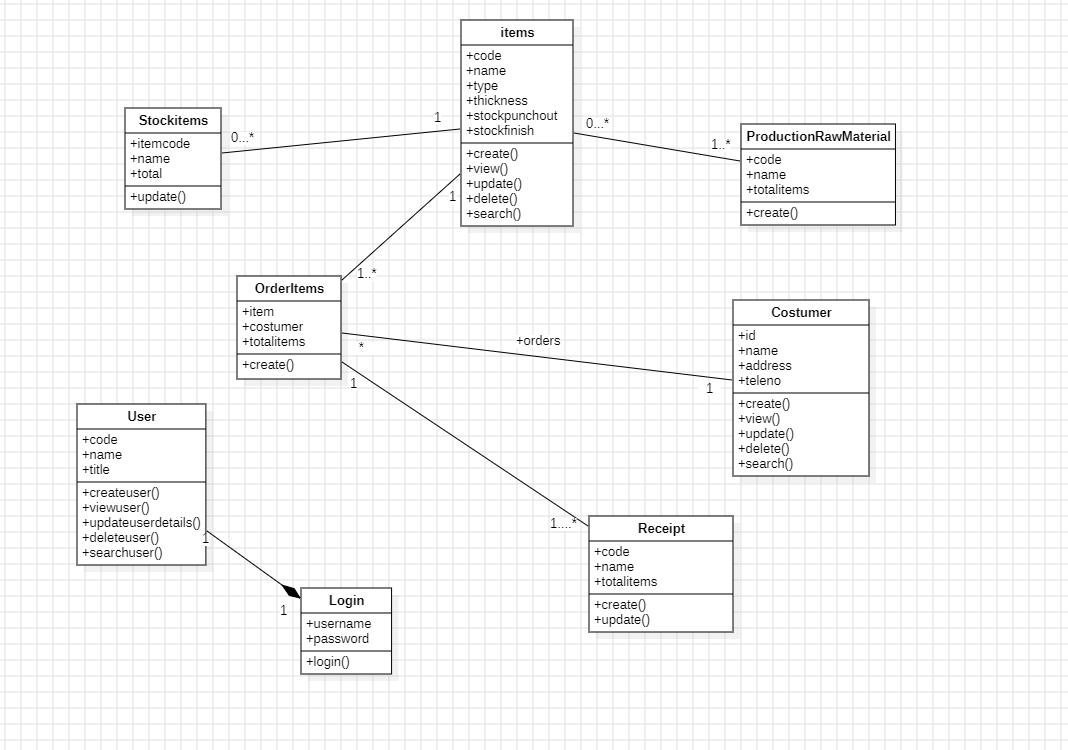 items
+code
+name
+type
+thickness
+stockpunchout
+stockfinish
+create()
+view()
+update()
+delete()
+search()
Stockitems
+itemcode
+name
+total
+update()
0...*
1
0...*
1..*
ProductionRawMaterial
+code
+name
+totalitems
+create()
1
1..*
OrderItems
+item
+costumer
+totalitems
+create()
*
+orders
1
Costumer
+id
+name
+address
+teleno
+create()
+view()
+update()
+delete()
+search()
1
1....*
User
+code
+name
+title
+createuser()
+viewuser()
+updateuserdetails()
+deleteuser()
+searchuser()
1
1
Login
+username
+password
+login()
Receipt
+code
+name
+totalitems
+create()
+update()